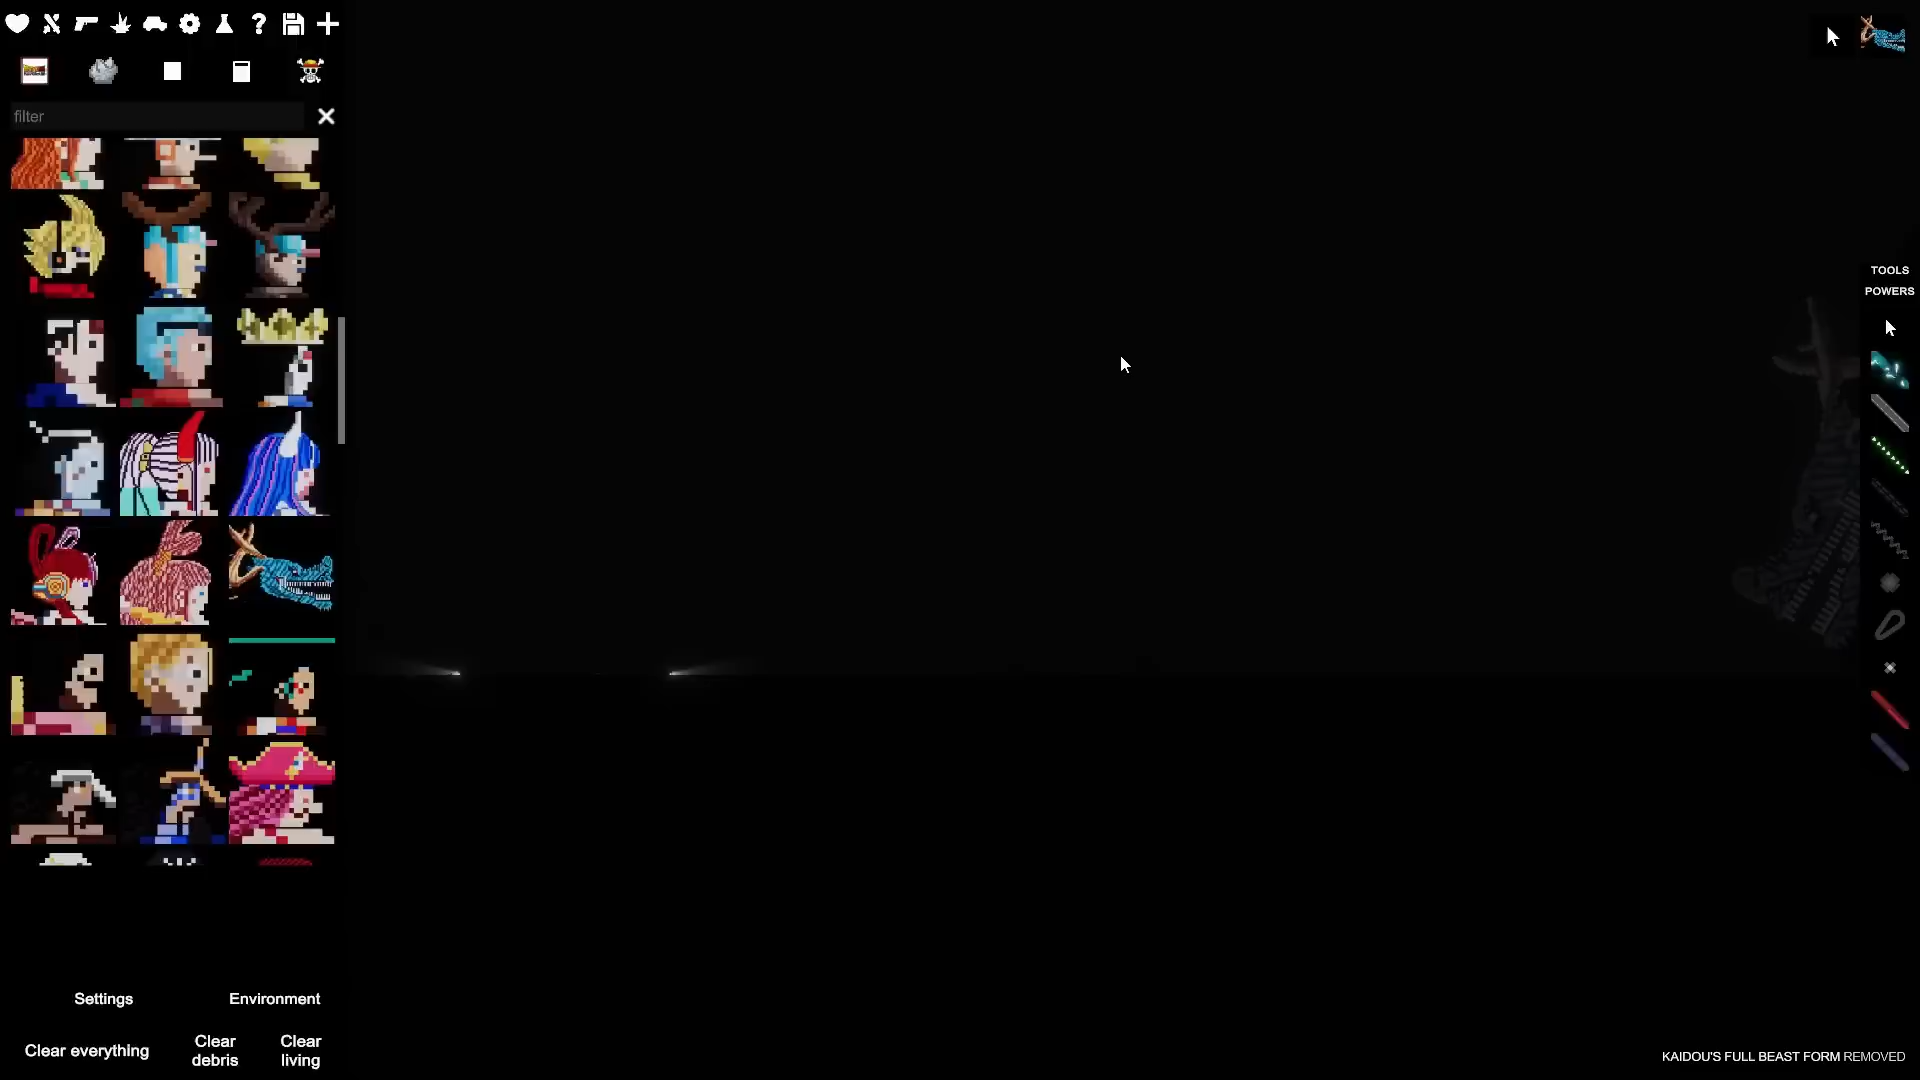 filter
TOOLS
POWERS
Settings
Environment
Clear everything
Clear
debris
Clear
living
KAIDOU'S FULL BEAST FORM REMOVED